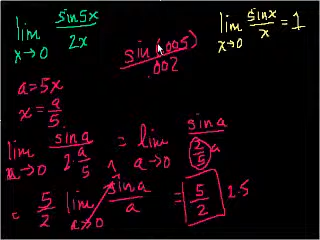 lim x→0 sin5x / 2x
sin(.005) / .002
lim x→0 sinx / x = 1
a = 5x
x = a/5
lim a→0 sin a / 2·a/5 = lim a→0 sin a / (2/5) a
= 5/2 lim a→0 sin a / a = 5/2 2.5